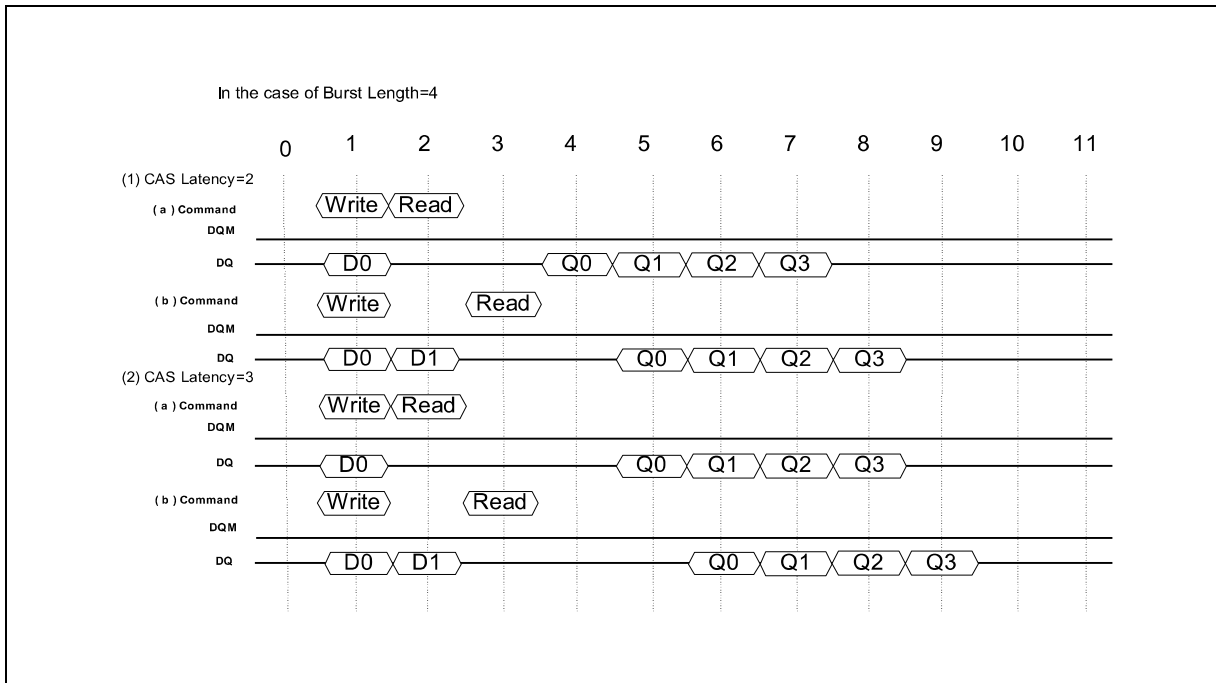 In the case of Burst Length=4
0 1 2 3 4 5 6 7 8 9 10 11
(1) CAS Latency=2
( a ) Command Write Read
DQM
DQ D0 Q0 Q1 Q2 Q3
( b ) Command Write Read
DQM
DQ D0 D1 Q0 Q1 Q2 Q3
(2) CAS Latency=3
( a ) Command Write Read
DQM
DQ D0 Q0 Q1 Q2 Q3
( b ) Command Write Read
DQM
DQ D0 D1 Q0 Q1 Q2 Q3